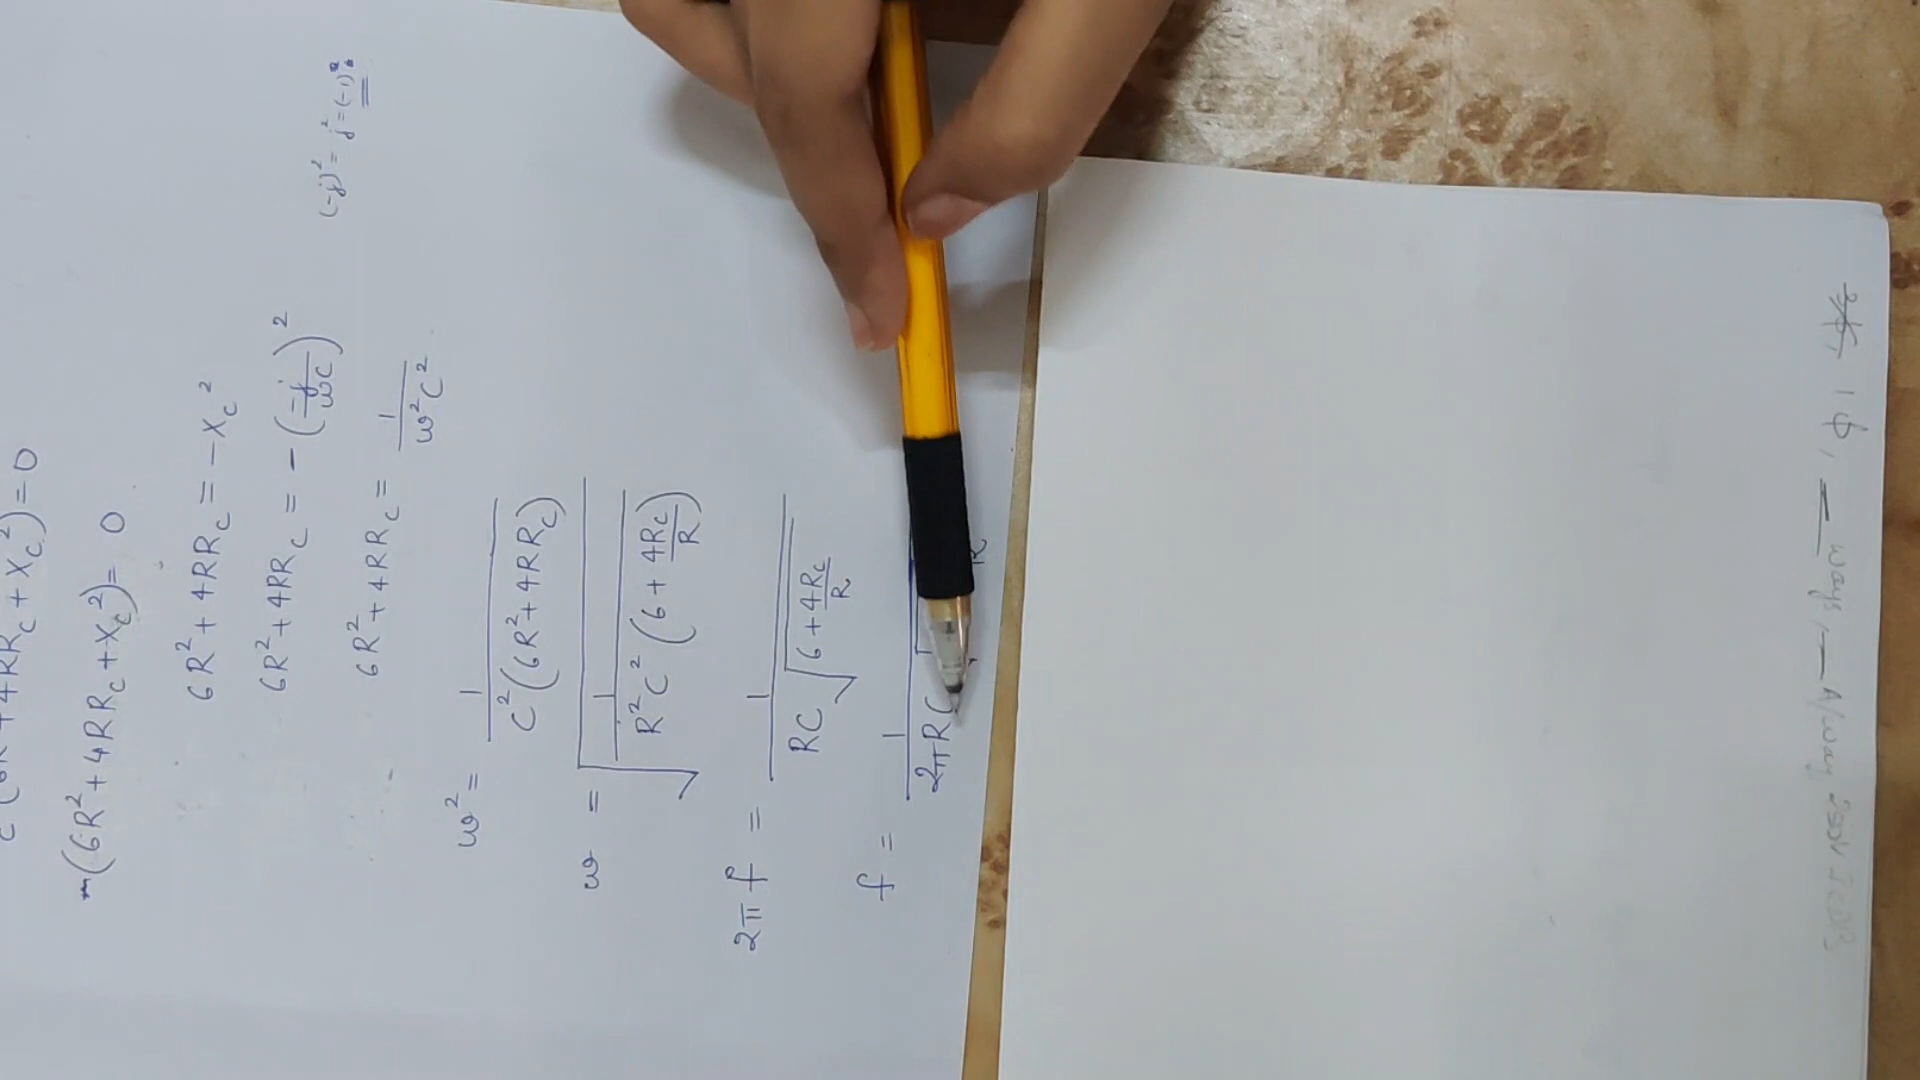 C(6R²+4RR_C+X_C²)=0
-(6R²+4RR_C+X_C²)=0
6R²+4RR_C=-X_C²
6R²+4RR_C=-(-j/ωC)²
(-j)²=j²=(-1)
6R²+4RR_C=1/ω²C²
ω²=1/C²(6R²+4RR_C)
ω=√(1/R²C²(6+4R_C/R))
2πf=1/RC√(6+4R_C/R)
f=1/2πRC
R
1ϕ, ways,